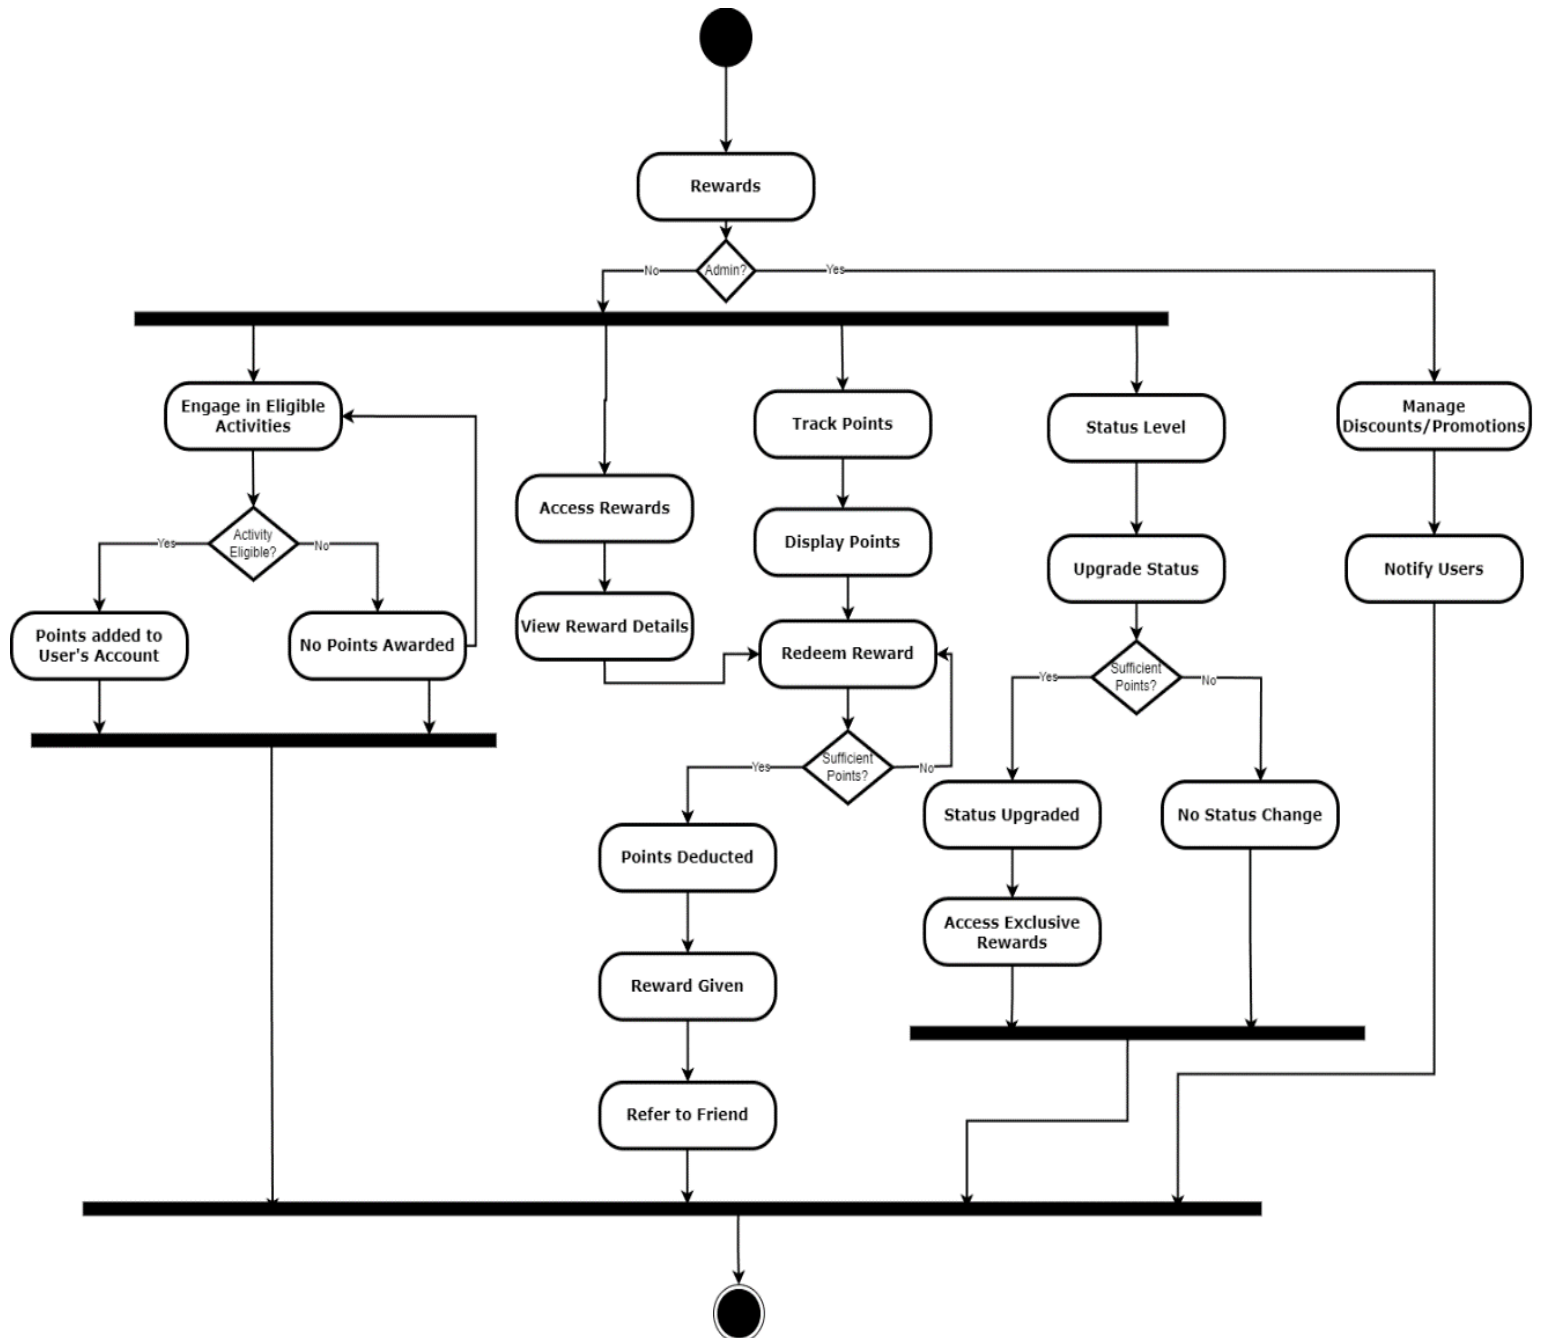 Rewards
Admin?
No
Yes
Engage in Eligible
Activities
Track Points
Status Level
Manage
Discounts/Promotions
Access Rewards
Display Points
Upgrade Status
Notify Users
Activity
Eligible?
Yes
No
Points added to
User's Account
No Points Awarded
View Reward Details
Redeem Reward
Sufficient
Points?
Yes
No
Sufficient
Points?
Yes
No
Points Deducted
Status Upgraded
No Status Change
Access Exclusive
Rewards
Reward Given
Refer to Friend